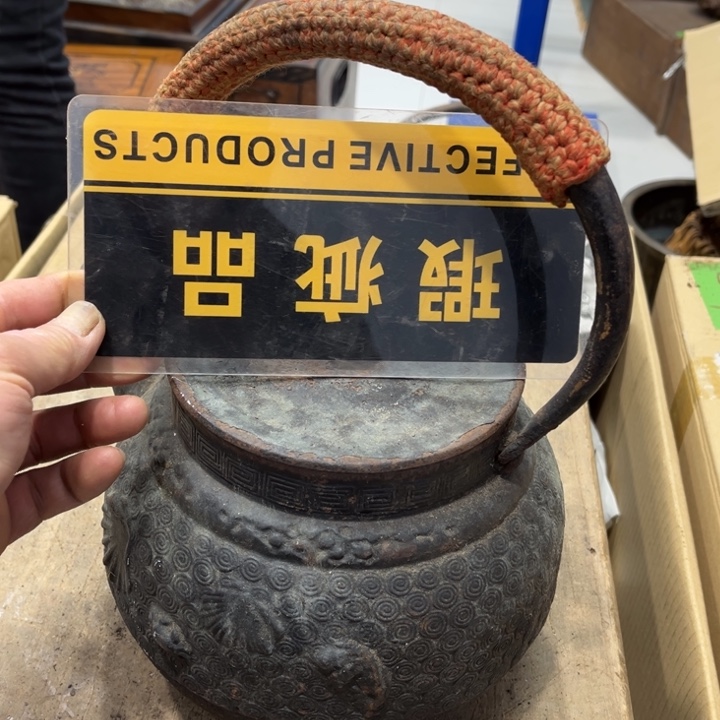 瑕疵品
FECTIVE PRODUCTS